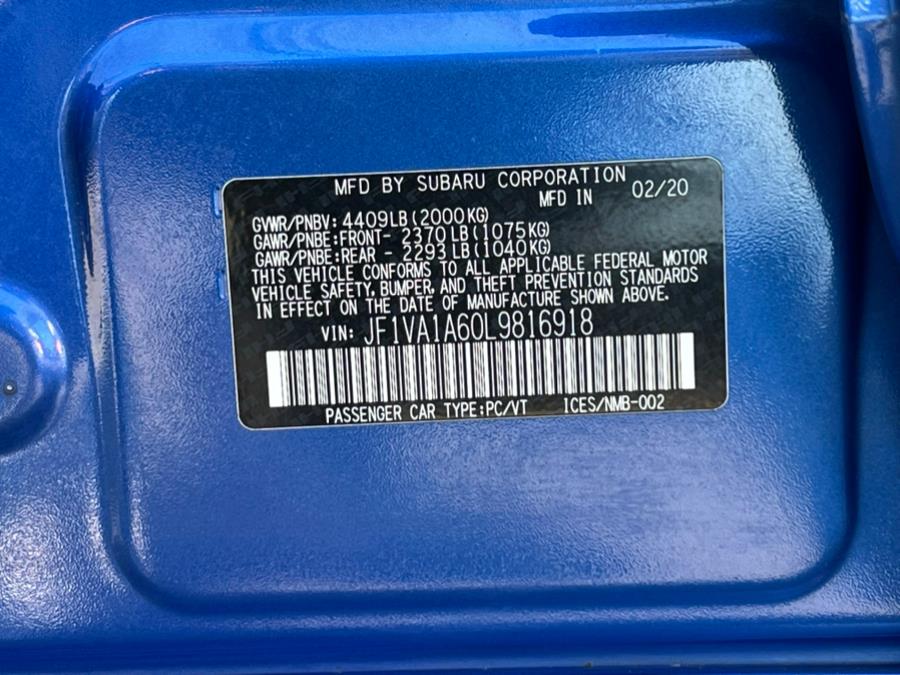 MFD BY SUBARU CORPORATION
MFD IN 02/20
GVWR/PNBV: 4409LB(2000KG)
GAWR/PNBE:FRONT- 2370LB(1075KG)
GAWR/PNBE:REAR - 2293LB(1040KG)
THIS VEHICLE CONFORMS TO ALL APPLICABLE FEDERAL MOTOR
VEHICLE SAFETY, BUMPER, AND THEFT PREVENTION STANDARDS
IN EFFECT ON THE DATE OF MANUFACTURE SHOWN ABOVE.
VIN: JF1VA1A60L9816918
PASSENGER CAR TYPE:PC/VT ICES/NMB-002